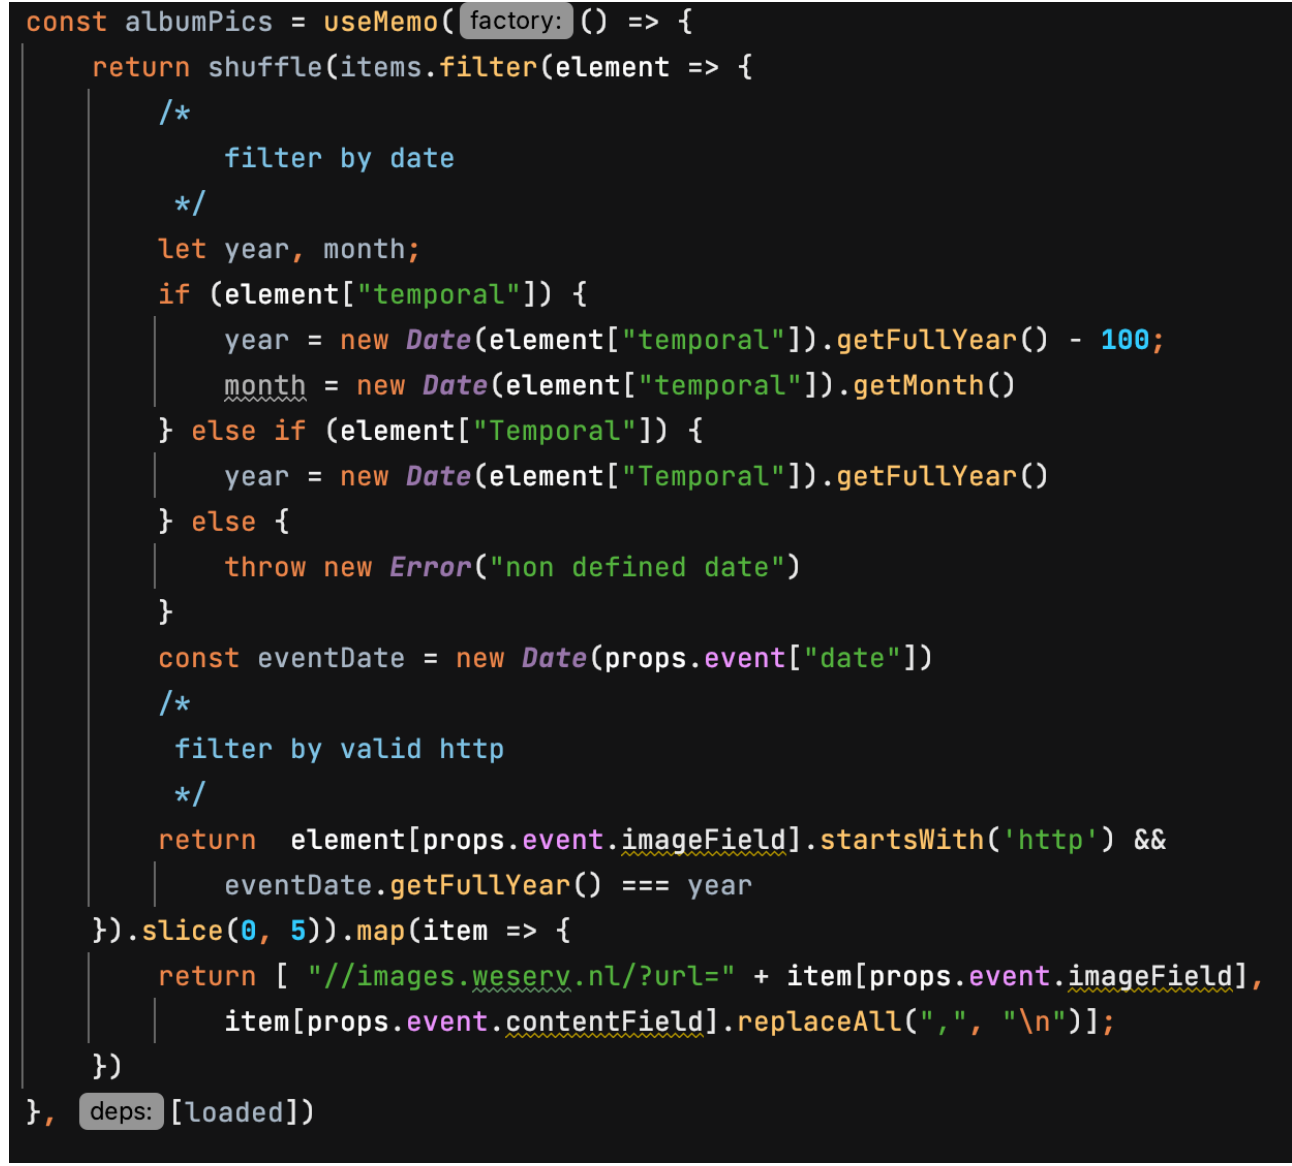 const albumPics = useMemo( factory: () => {
    return shuffle(items.filter(element => {
        /*
            filter by date
         */
        let year, month;
        if (element["temporal"]) {
            year = new Date(element["temporal"]).getFullYear() - 100;
            month = new Date(element["temporal"]).getMonth()
        } else if (element["Temporal"]) {
            year = new Date(element["Temporal"]).getFullYear()
        } else {
            throw new Error("non defined date")
        }
        const eventDate = new Date(props.event["date"])
        /*
         filter by valid http
         */
        return  element[props.event.imageField].startsWith('http') &&
            eventDate.getFullYear() === year
    }).slice(0, 5)).map(item => {
        return [ "//images.weserv.nl/?url=" + item[props.event.imageField],
            item[props.event.contentField].replaceAll(",", "\n")];
    })
}, deps: [loaded])